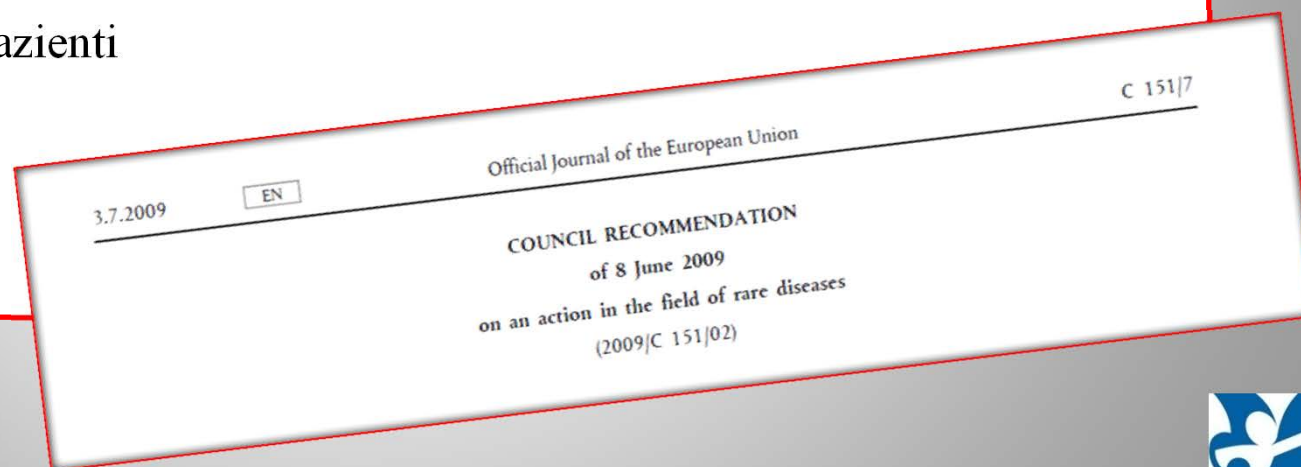 azienti
C 151/7
Official Journal of the European Union
3.7.2009 EN
COUNCIL RECOMMENDATION
of 8 June 2009
on an action in the field of rare diseases
(2009/C 151/02)